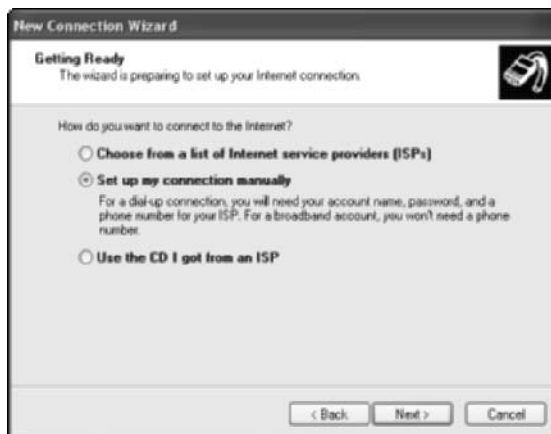 New Connection Wizard
Getting Ready
The wizard is preparing to set up your Internet connection.
How do you want to connect to the Internet?
Choose from a list of Internet service providers (ISPs)
Set up my connection manually
For a dial-up connection, you will need your account name, password, and a
phone number for your ISP. For a broadband account, you won't need a phone
number.
Use the CD I got from an ISP
< Back
Next >
Cancel